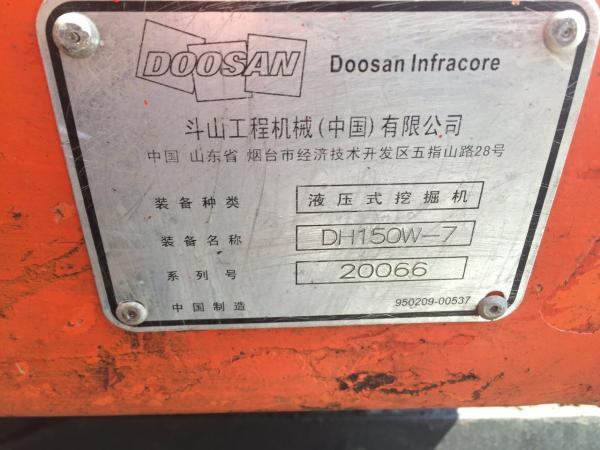 DOOSAN Doosan Infracore
斗山工程机械(中国)有限公司
中国 山东省 烟台市经济技术开发区五指山路28号
装备种类 液压式挖掘机
装备名称 DH150W-7
系列号 20066
中国制造 950209-00537